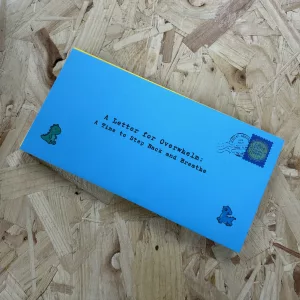 A Letter for Overwhelm:
A Time to Step Back and Breathe